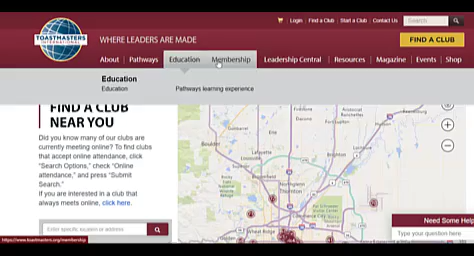 Login
Find a Club
Start a Club
Contact Us
Search
TOASTMASTERS
INTERNATIONAL
WHERE LEADERS ARE MADE
FIND A CLUB
About | Pathways | Education | Membership | Leadership Central | Resources | Magazine | Events | Shop
Education
Education
Pathways learning experience
FIND A CLUB
NEAR YOU
Did you know many of our clubs
are currently meeting online? To find clubs
that accept online attendance, click
"Search Options," check "Online
attendance," and press "Submit
Search."
If you are interested in a club that
always meets online, click here.
Enter specific location or address
https://www.toastmasters.org/membership
Boulder
Lafayette
Louisville
Brighton
Northglenn
Thornton
Commerce City
Arvada
Golden
Denver
Aurora
Need Some Help
Type your question here